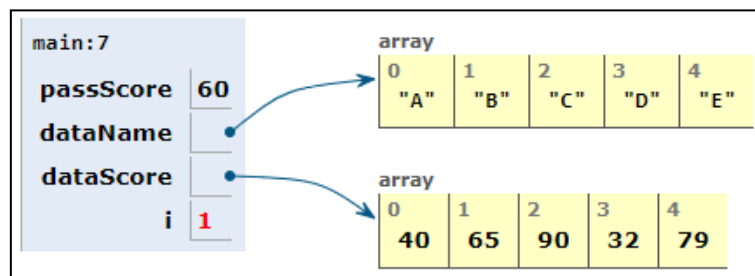 main:7
passScore 60
dataName
dataScore
i 1
array
0 1 2 3 4
"A" "B" "C" "D" "E"
array
0 1 2 3 4
40 65 90 32 79